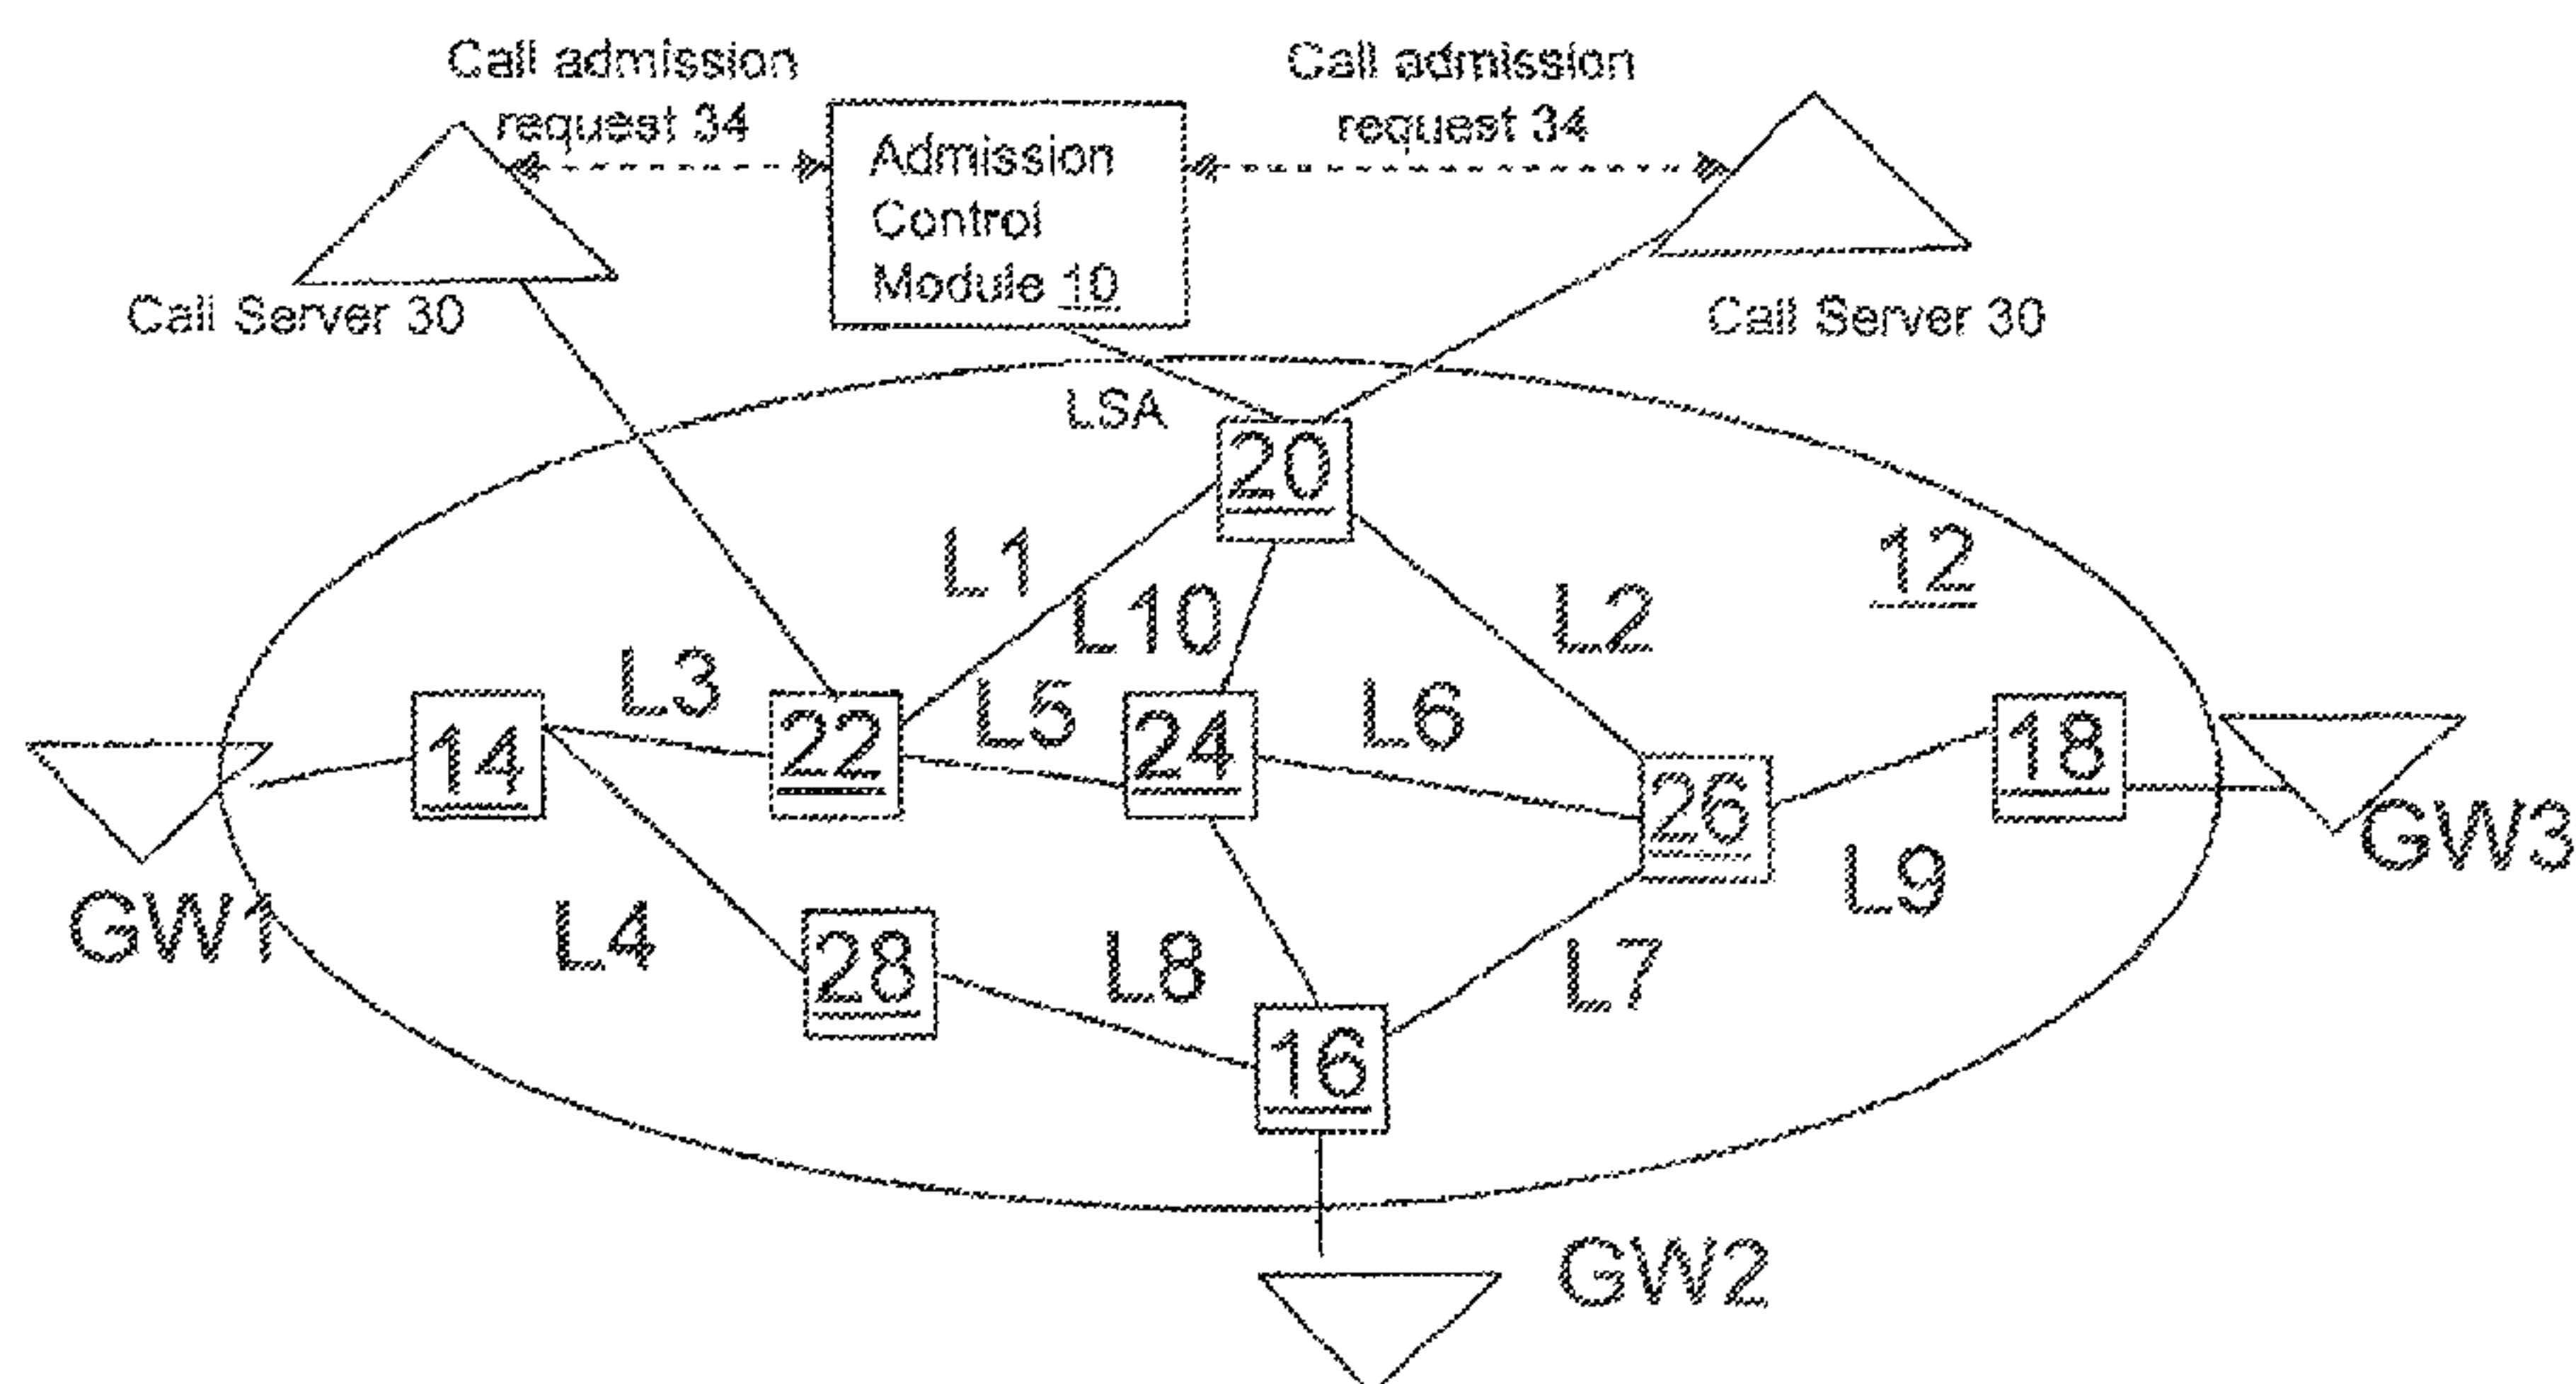 Call admission
request 34
Call admission
request 34
Admission
Control
Module 10
Call Server 30
Call Server 30
LSA
20
L1
12
L10
L2
L3
L5
L6
14
22
24
18
26
GW3
GW1
L4
28
L8
L7
L9
16
GW2